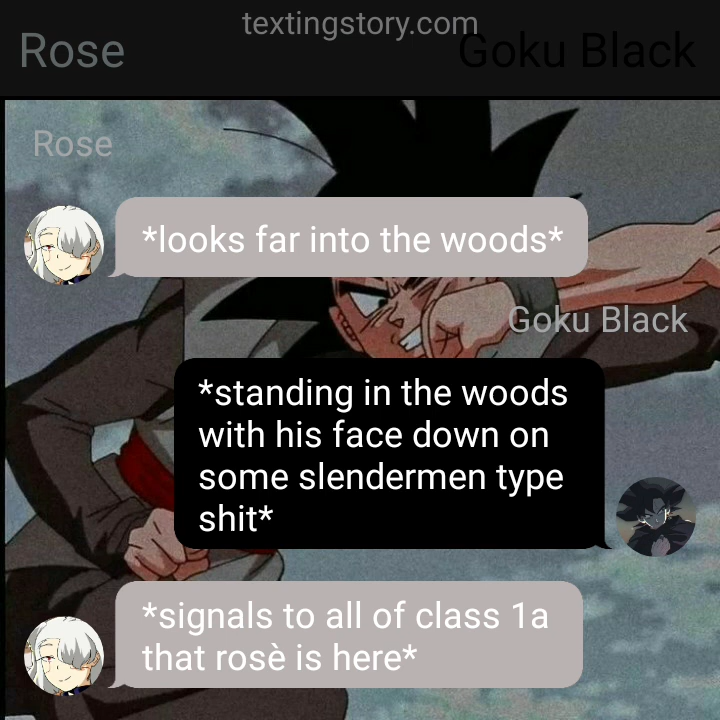 textingstory.com
Rose
Goku Black
Rose
*looks far into the woods*
Goku Black
*standing in the woods
with his face down on
some slendermen type
shit*
*signals to all of class 1a
that rosè is here*